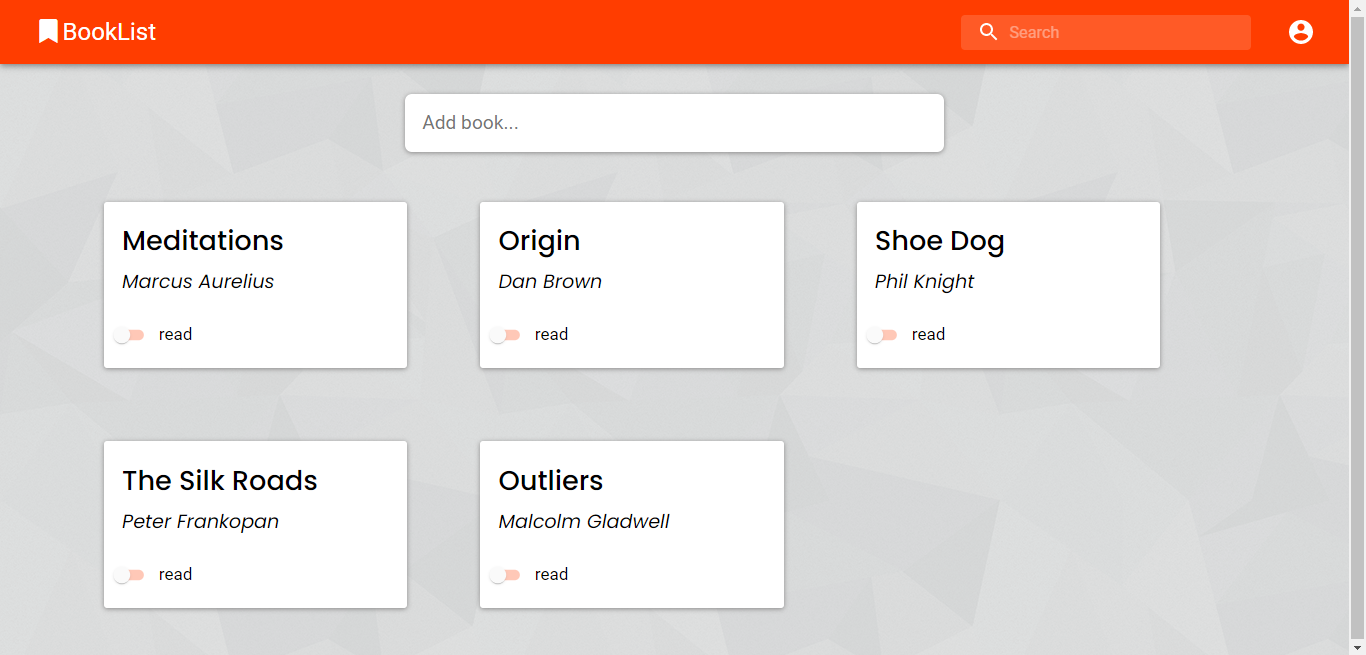 BookList
Search
Add book...
Meditations
Marcus Aurelius
read
Origin
Dan Brown
read
Shoe Dog
Phil Knight
read
The Silk Roads
Peter Frankopan
read
Outliers
Malcolm Gladwell
read